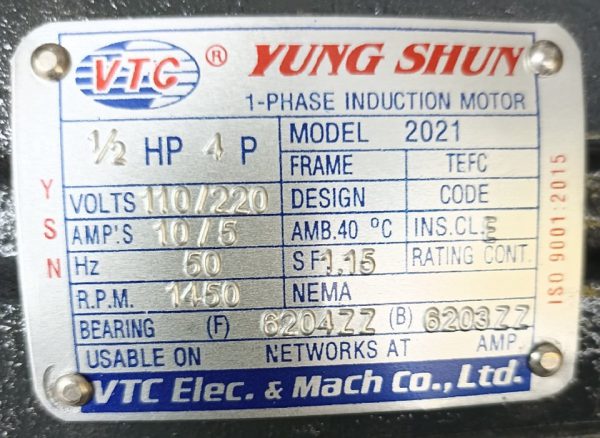 VTC ® YUNG SHUN
1-PHASE INDUCTION MOTOR
1/2 HP 4 P
MODEL 2021
FRAME TEFC
VOLTS 110/220
DESIGN CODE
AMP'S 10/5
AMB.40 °C INS.CL.E
Hz 50
S F 1.15 RATING CONT.
R.P.M. 1450
NEMA
BEARING (F) 6204ZZ (B) 6203ZZ
USABLE ON NETWORKS AT AMP.
VTC Elec. & Mach Co., Ltd.
YSN
ISO 9001:2015